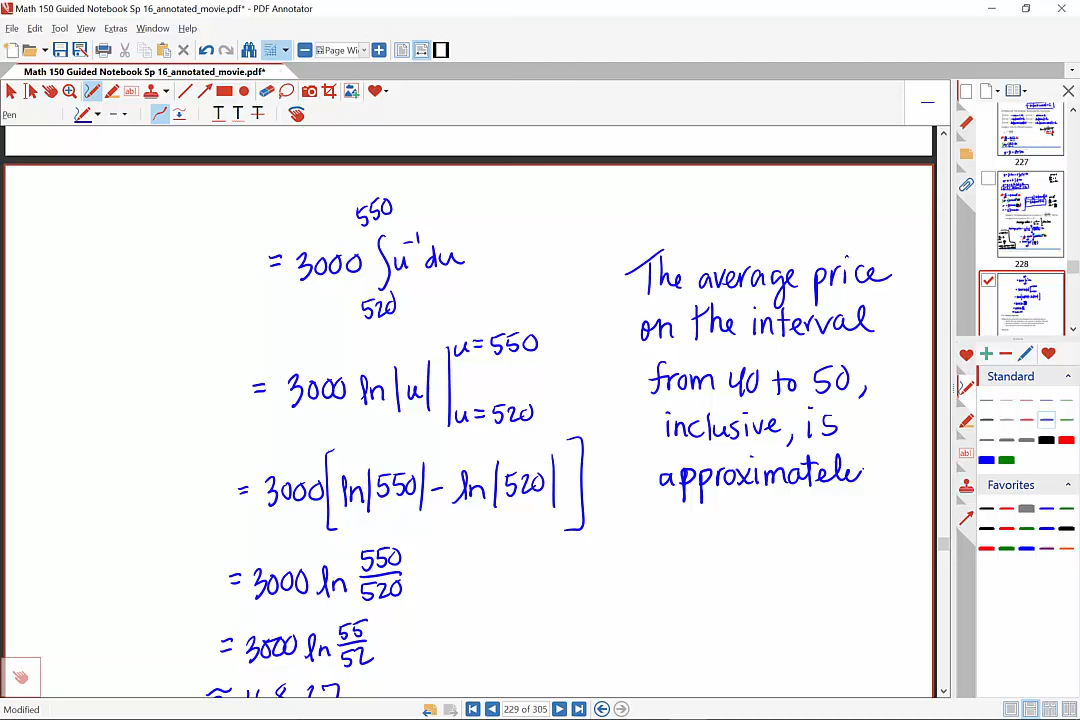 Math 150 Guided Notebook Sp 16_annotated_movie.pdf* - PDF Annotator
File Edit Tool View Extras Window Help
Page Wi
Math 150 Guided Notebook Sp 16_annotated_movie.pdf*
Pen
550
= 3000 ∫ u⁻¹ du
520
= 3000 ln |u| | u = 550
u = 520
= 3000 [ ln|550| - ln|520| ]
= 3000 ln 550/520
= 3000 ln 55/52
The average price
on the interval
from 40 to 50,
inclusive, is
approximately
227
228
Standard
Favorites
Modified
229 of 305